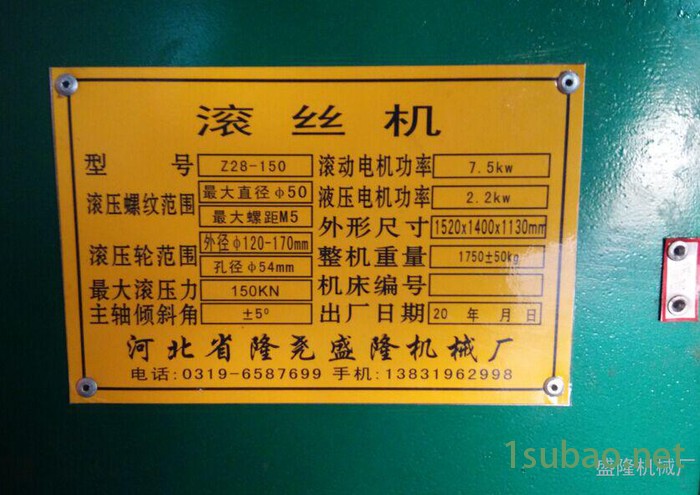 滚丝机
型号 Z28-150 滚动电机功率 7.5kw
滚压螺纹范围 最大直径φ50 液压电机功率 2.2kw
最大螺距M5 外形尺寸 1520x1400x1130mm
滚压轮范围 外径φ120-170mm 整机重量 1750±50kg
孔径φ54mm 机床编号
最大滚压力 150KN
主轴倾斜角 ±5° 出厂日期 20 年 月 日
河北省隆尧盛隆机械厂
电话:0319-6587699 手机:13831962998
1subao.net
盛隆机械厂